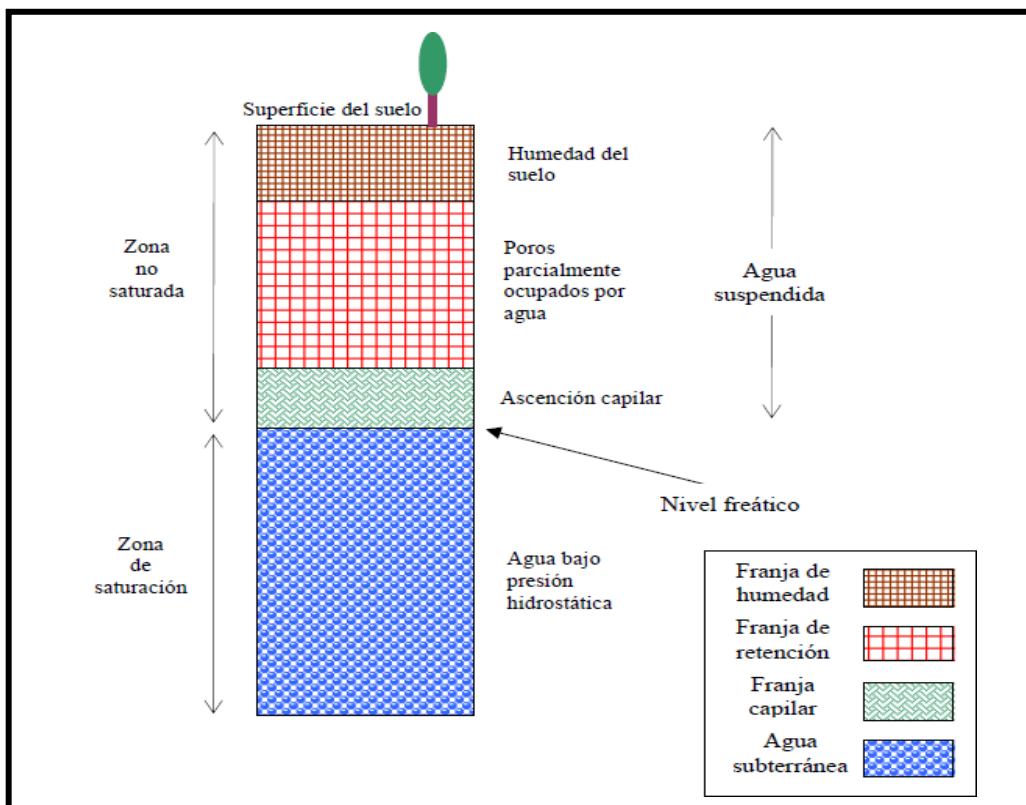 Superficie del suelo
Humedad del
suelo
Zona
no
saturada
Poros
parcialmente
ocupados por
agua
Agua
suspendida
Ascención capilar
Nivel freático
Zona
de
saturación
Agua bajo
presión
hidrostática
Franja de
humedad
Franja de
retención
Franja
capilar
Agua
subterránea